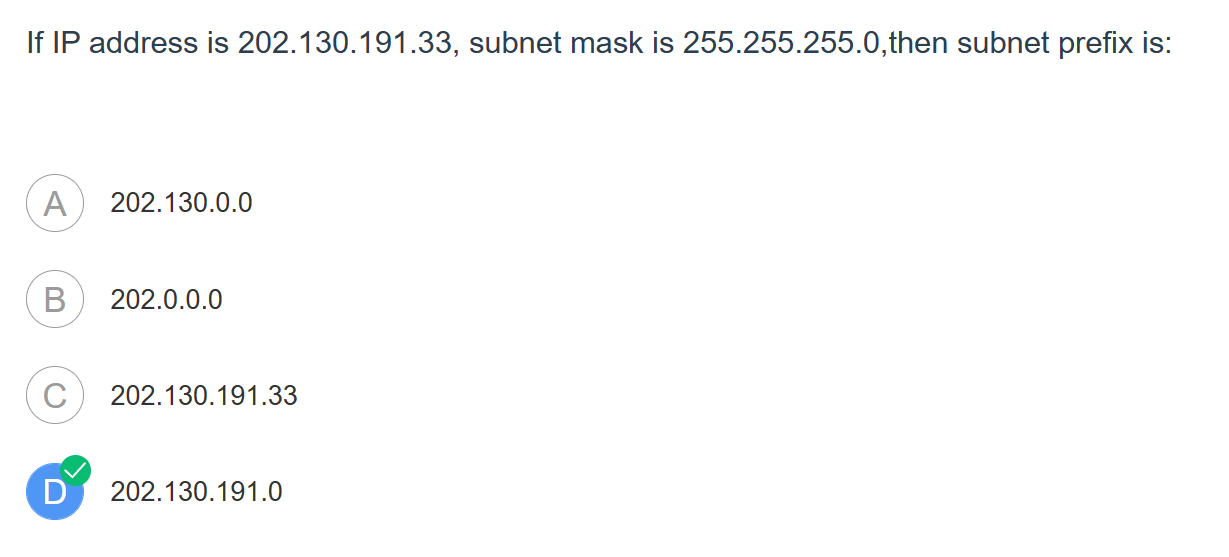 If IP address is 202.130.191.33, subnet mask is 255.255.255.0,then subnet prefix is:
A 202.130.0.0
B 202.0.0.0
C 202.130.191.33
D 202.130.191.0